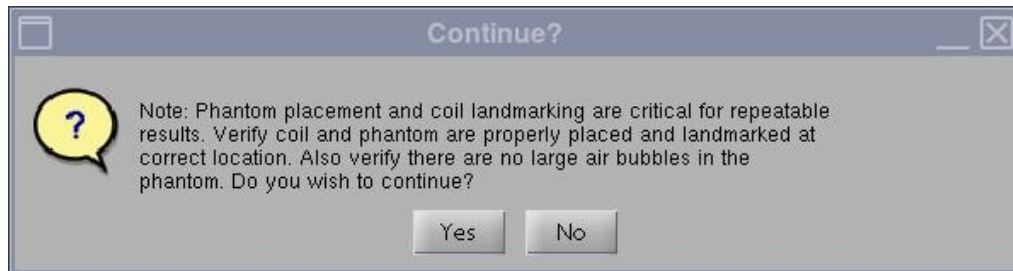 Continue?
?
Note: Phantom placement and coil landmarking are critical for repeatable
results. Verify coil and phantom are properly placed and landmarked at
correct location. Also verify there are no large air bubbles in the
phantom. Do you wish to continue?
Yes No